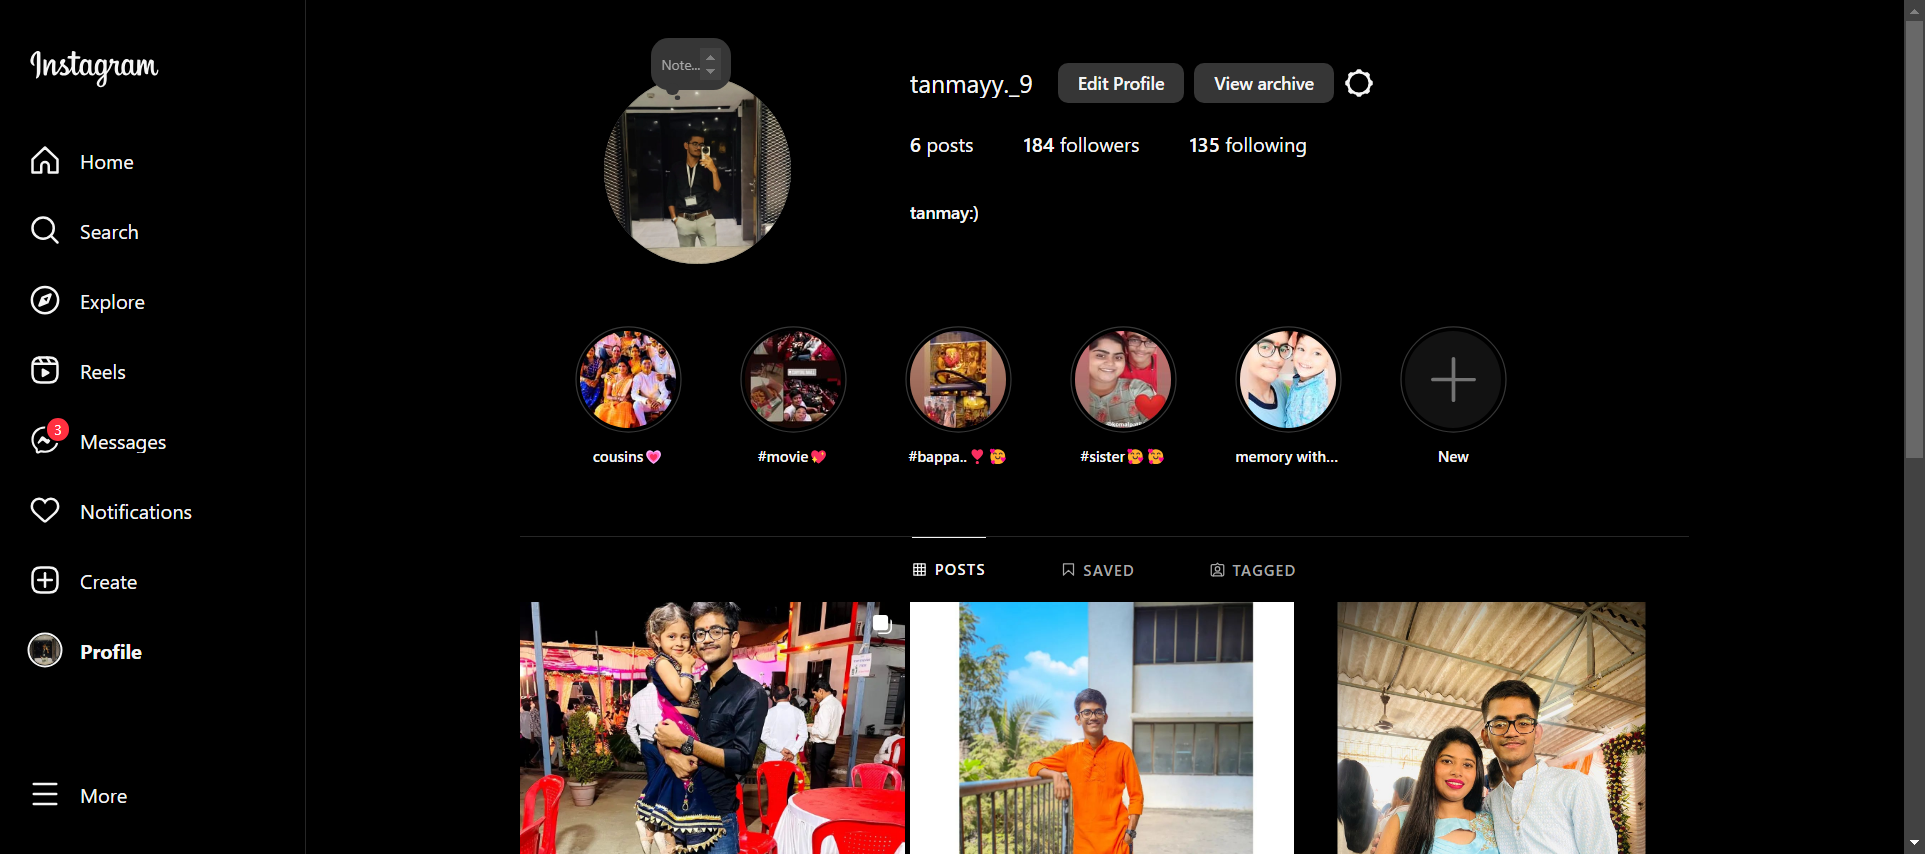 Instagram
Home
Search
Explore
Reels
3
Messages
Notifications
Create
Profile
More
Note...
tanmayy._9
Edit Profile
View archive
6 posts
184 followers
135 following
tanmay:)
cousins💗
#movie💖
#bappa..❣️🥰
#sister🥰🥰
memory with...
New
POSTS
SAVED
TAGGED